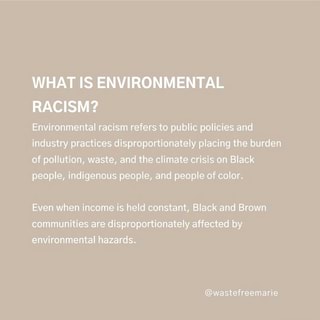 WHAT IS ENVIRONMENTAL
RACISM?
Environmental racism refers to public policies and
industry practices disproportionately placing the burden
of pollution, waste, and the climate crisis on Black
people, indigenous people, and people of color.
Even when income is held constant, Black and Brown
communities are disproportionately affected by
environmental hazards.
@wastefreemarie